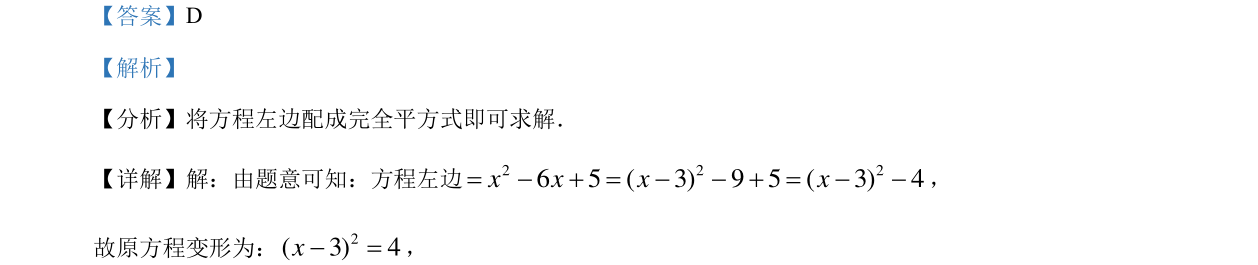 【答案】D
【解析】
【分析】将方程左边配成完全平方式即可求解.
【详解】解：由题意可知：方程左边=x²−6x+5=(x−3)²−9+5=(x−3)²−4，
故原方程变形为：(x−3)²=4，